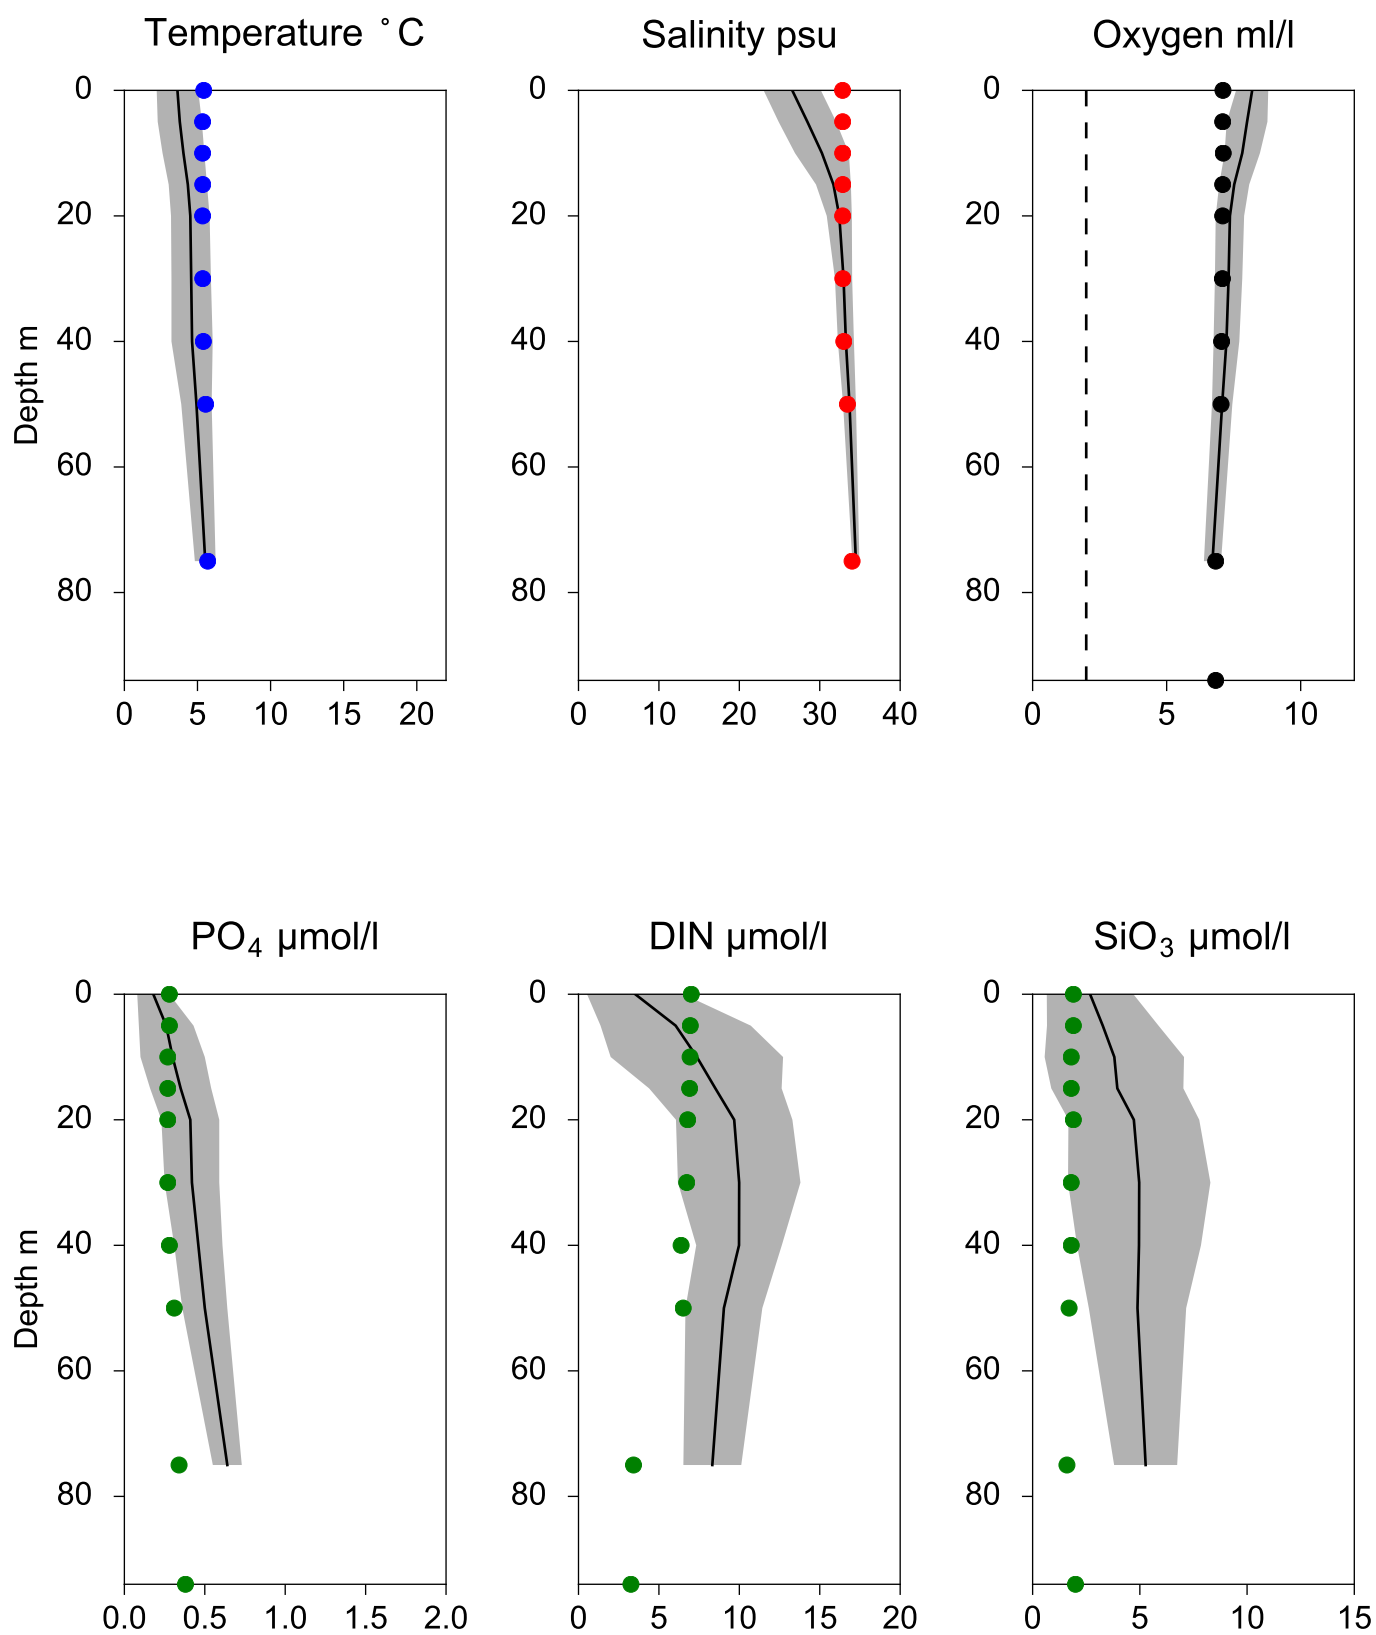 Temperature °C
Salinity psu
Oxygen ml/l
0
20
40
60
80
Depth m
0 5 10 15 20
0
20
40
60
80
0 10 20 30 40
0
20
40
60
80
0 5 10
PO₄ µmol/l
DIN µmol/l
SiO₃ µmol/l
0
20
40
60
80
Depth m
0.0 0.5 1.0 1.5 2.0
0
20
40
60
80
0 5 10 15 20
0
20
40
60
80
0 5 10 15